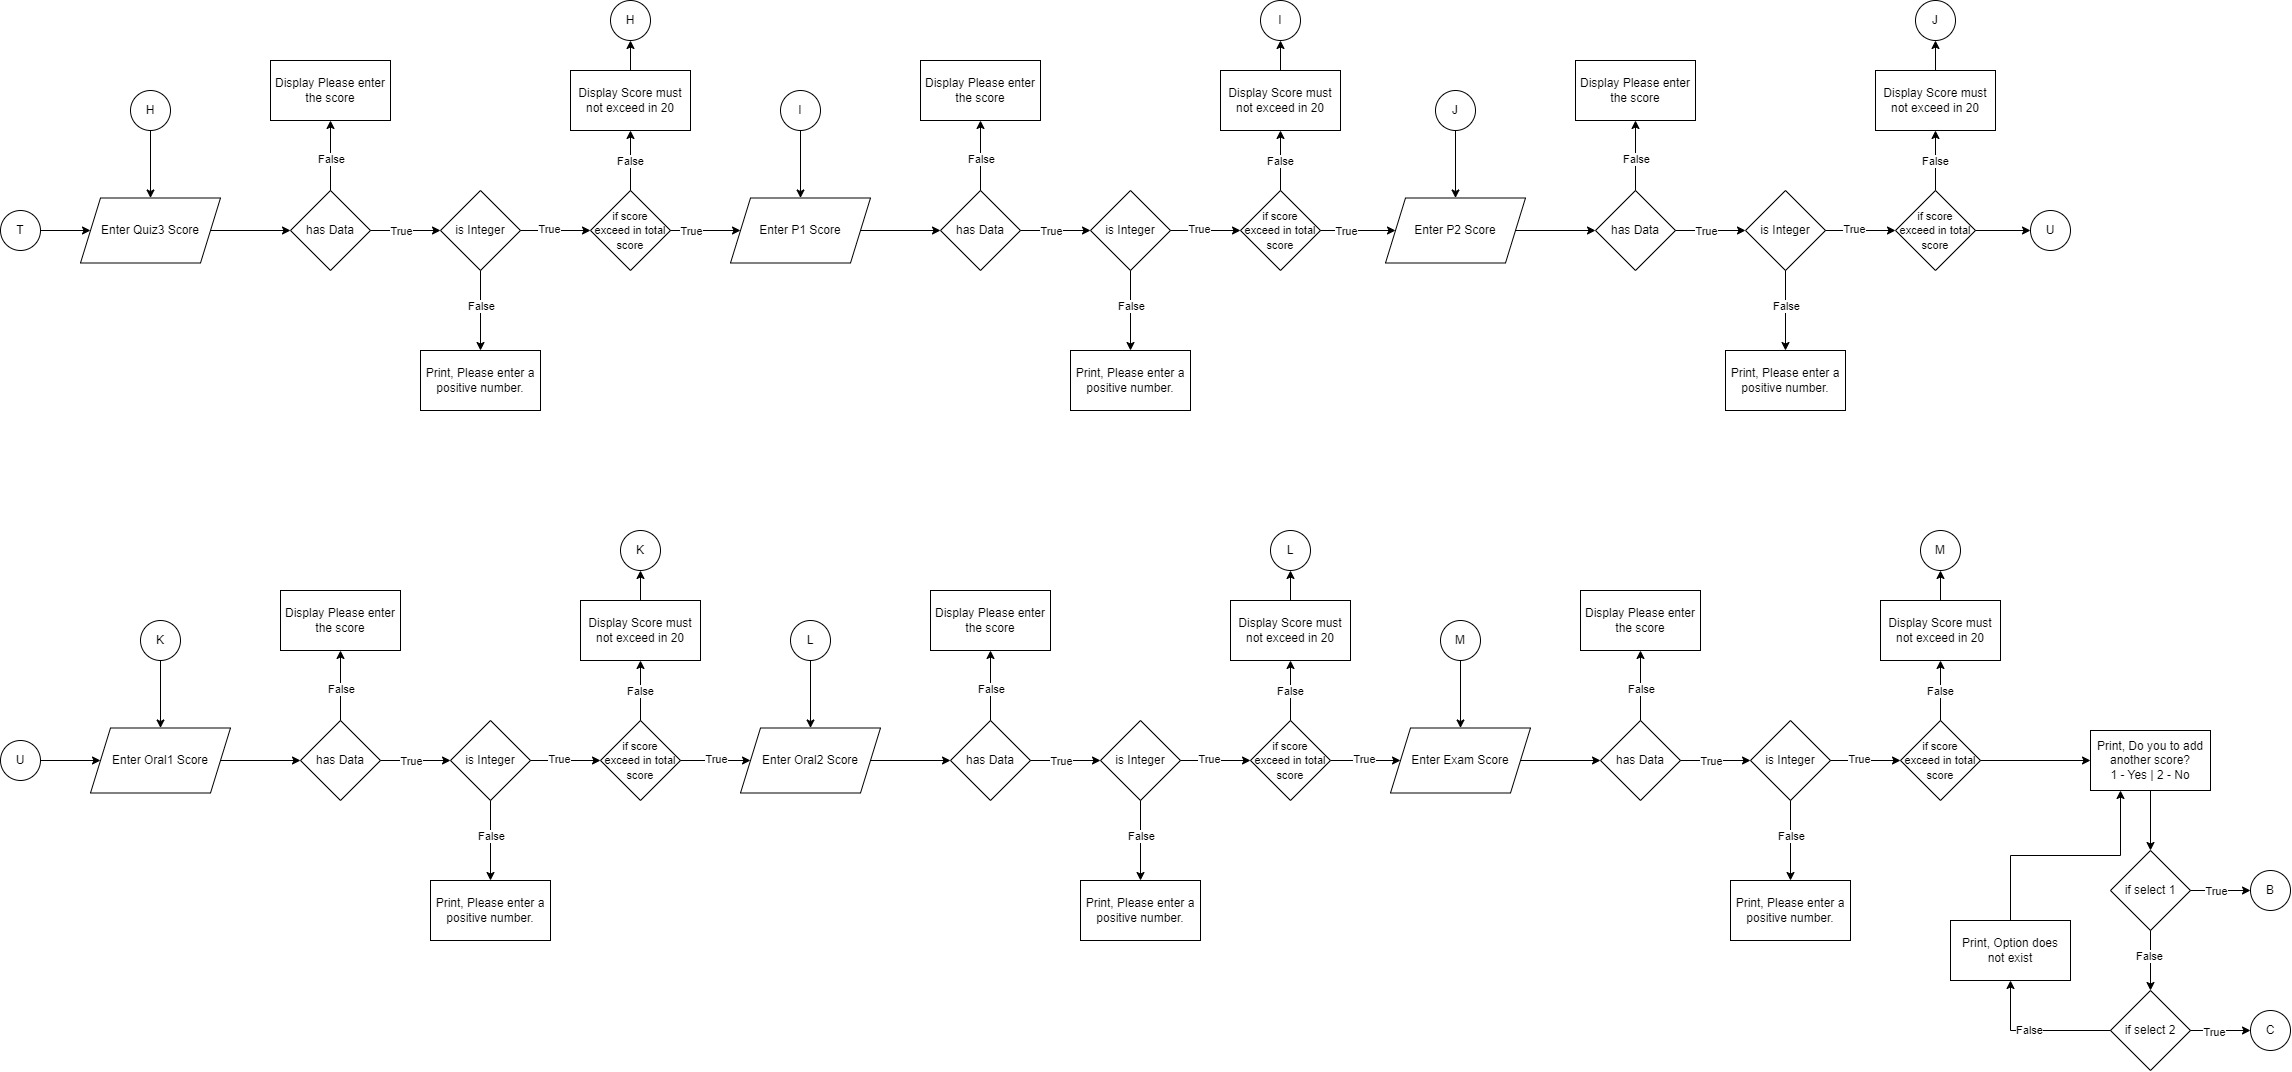 H
I
J
Display Please enter
the score
Display Score must
not exceed in 20
Display Please enter
the score
Display Score must
not exceed in 20
Display Please enter
the score
Display Score must
not exceed in 20
H
I
J
False
False
False
False
False
False
T
Enter Quiz3 Score
has Data
True
is Integer
True
if score
exceed in total
score
True
Enter P1 Score
has Data
True
is Integer
True
if score
exceed in total
score
True
Enter P2 Score
has Data
True
is Integer
True
if score
exceed in total
score
U
False
False
False
Print, Please enter a
positive number.
Print, Please enter a
positive number.
Print, Please enter a
positive number.
K
L
M
Display Please enter
the score
Display Score must
not exceed in 20
Display Please enter
the score
Display Score must
not exceed in 20
Display Please enter
the score
Display Score must
not exceed in 20
K
L
M
False
False
False
False
False
False
U
Enter Oral1 Score
has Data
True
is Integer
True
if score
exceed in total
score
True
Enter Oral2 Score
has Data
True
is Integer
True
if score
exceed in total
score
True
Enter Exam Score
has Data
True
is Integer
True
if score
exceed in total
score
Print, Do you to add
another score?
1 - Yes | 2 - No
False
False
False
Print, Please enter a
positive number.
Print, Please enter a
positive number.
Print, Please enter a
positive number.
if select 1
True
B
Print, Option does
not exist
False
False
if select 2
True
C